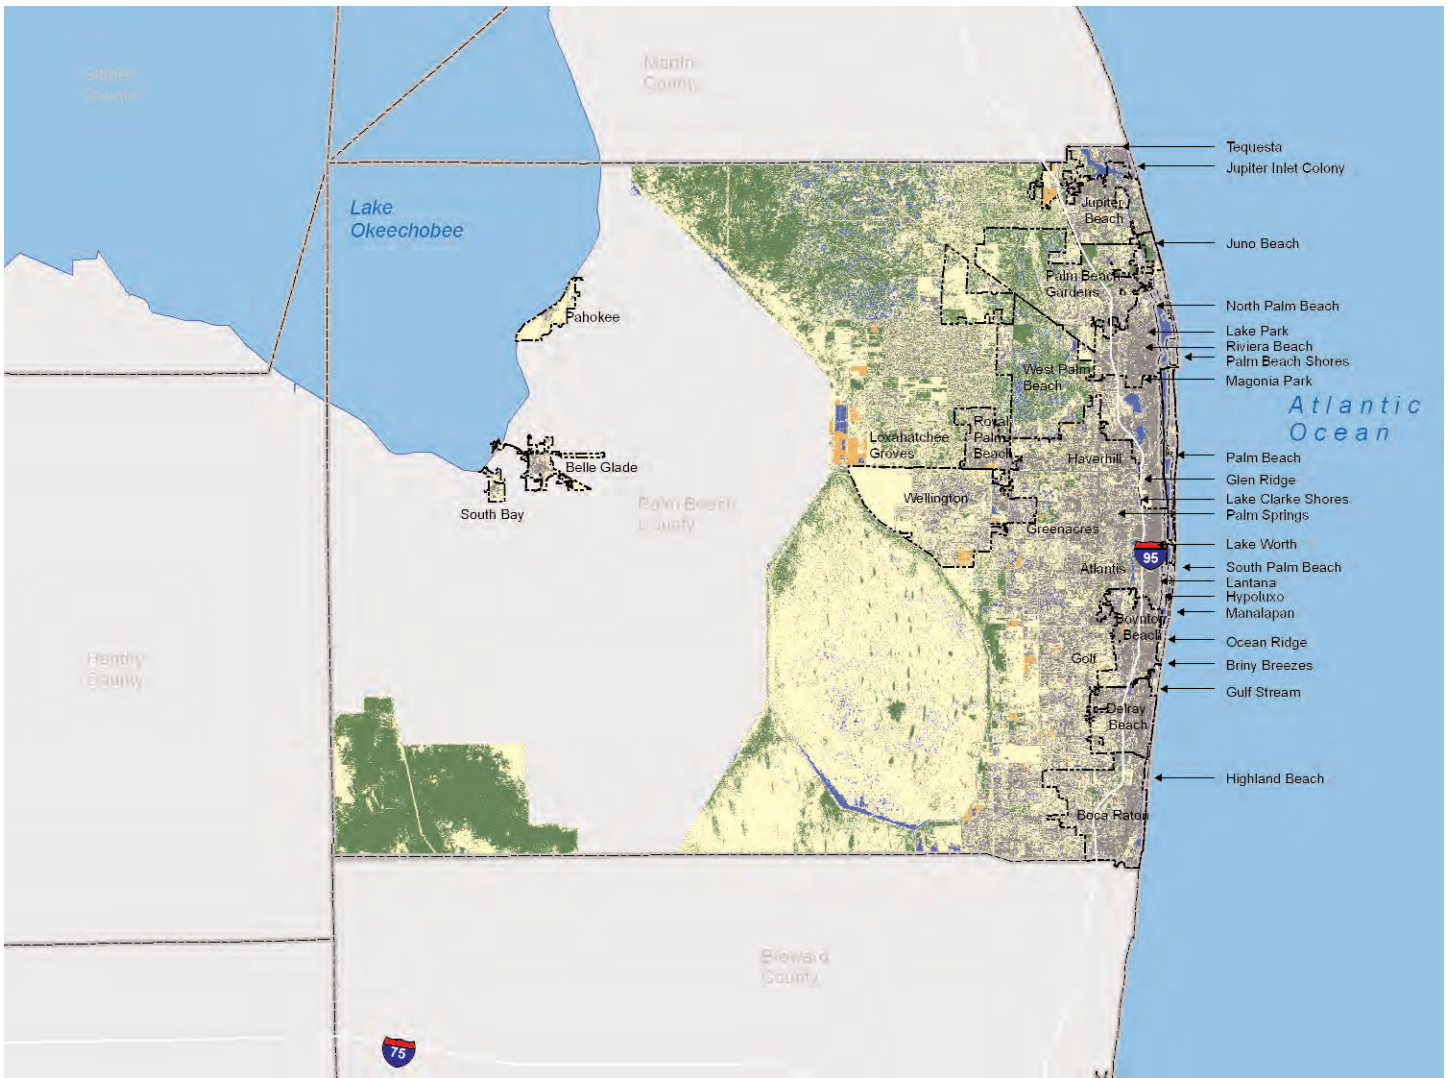 Glades
County
Martin
County
Tequesta
Jupiter Inlet Colony
Lake
Okeechobee
Jupiter
Beach
Juno Beach
Palm Beach
Gardens
North Palm Beach
Pahokee
Lake Park
Riviera Beach
Palm Beach Shores
West Palm
Beach
Magonia Park
Atlantic
Ocean
Royal
Palm
Beach
Loxahatchee
Groves
Haverhill
Palm Beach
Belle Glade
Glen Ridge
Wellington
Lake Clarke Shores
South Bay
Palm Beach
County
Palm Springs
Greenacres
Lake Worth
95
Atlantis
South Palm Beach
Lantana
Hypoluxo
Manalapan
Boynton
Beach
Ocean Ridge
Hendry
County
Golf
Briny Breezes
Gulf Stream
Delray
Beach
Highland Beach
Boca Raton
Broward
County
75